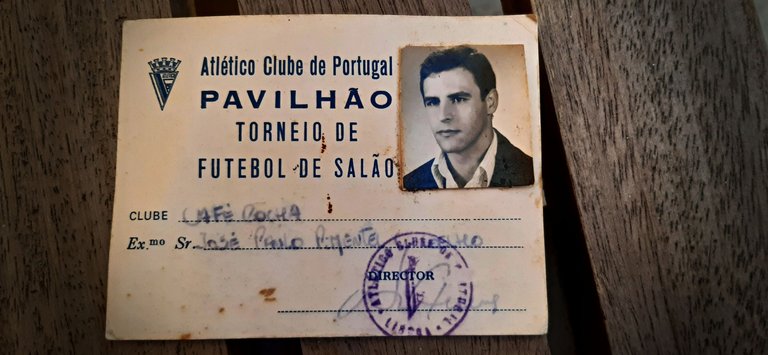 Atlético Clube de Portugal
PAVILHÃO
TORNEIO DE
FUTEBOL DE SALÃO
CLUBE CAFÉ ROCHA
Ex.mo Sr. JOSÉ PAULO PIMENTEL
DIRECTOR